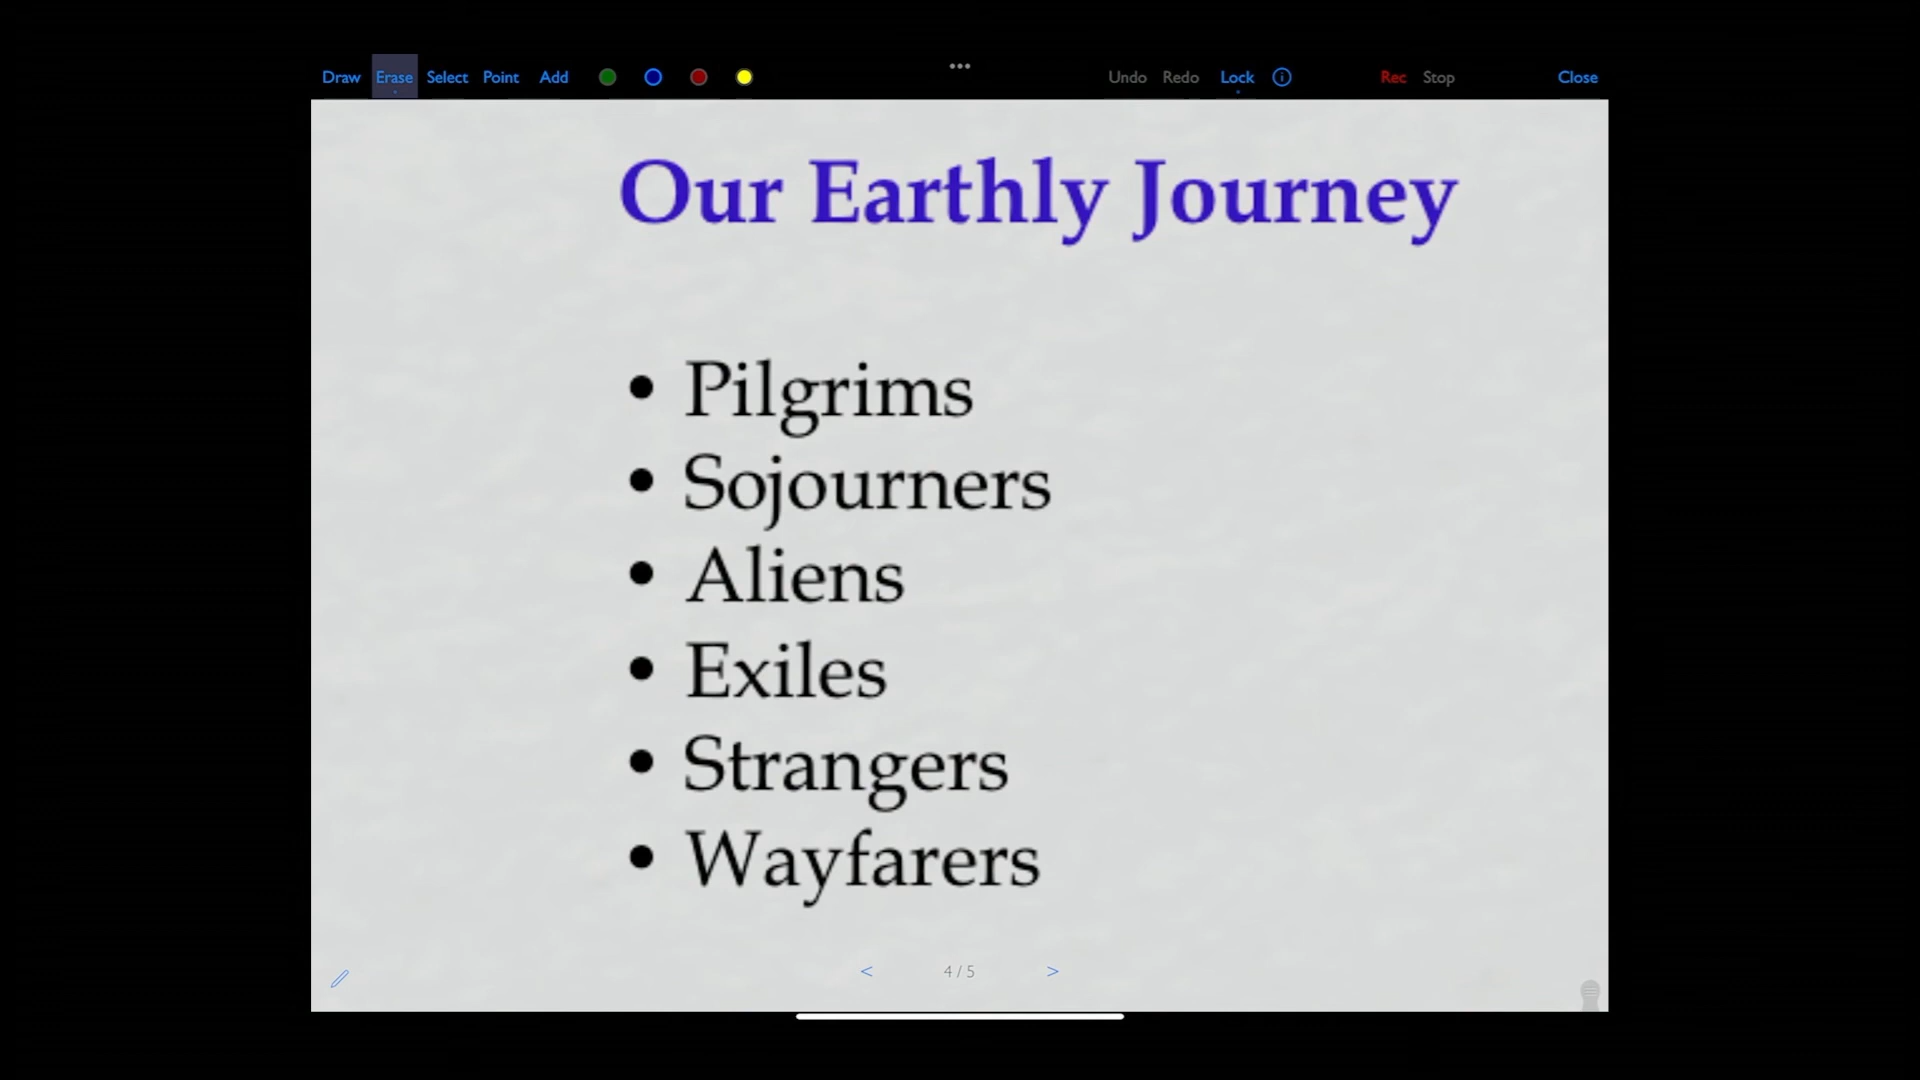 Draw Erase Select Point Add Undo Redo Lock Rec Stop Close
Our Earthly Journey
• Pilgrims
• Sojourners
• Aliens
• Exiles
• Strangers
• Wayfarers
< 4 / 5 >